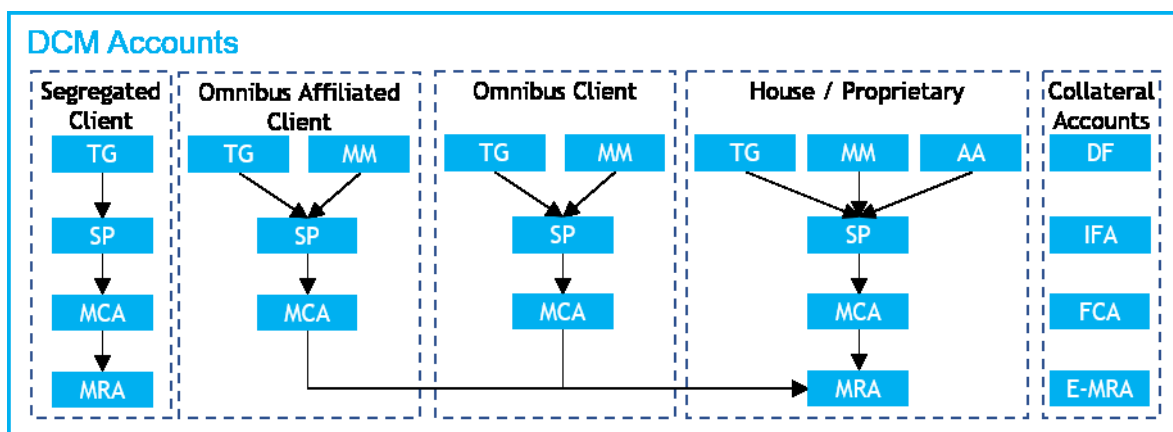 DCM Accounts
Segregated
Client
TG
SP
MCA
MRA
Omnibus Affiliated
Client
TG MM
SP
MCA
Omnibus Client
TG MM
SP
MCA
House / Proprietary
TG MM AA
SP
MCA
MRA
Collateral
Accounts
DF
IFA
FCA
E-MRA